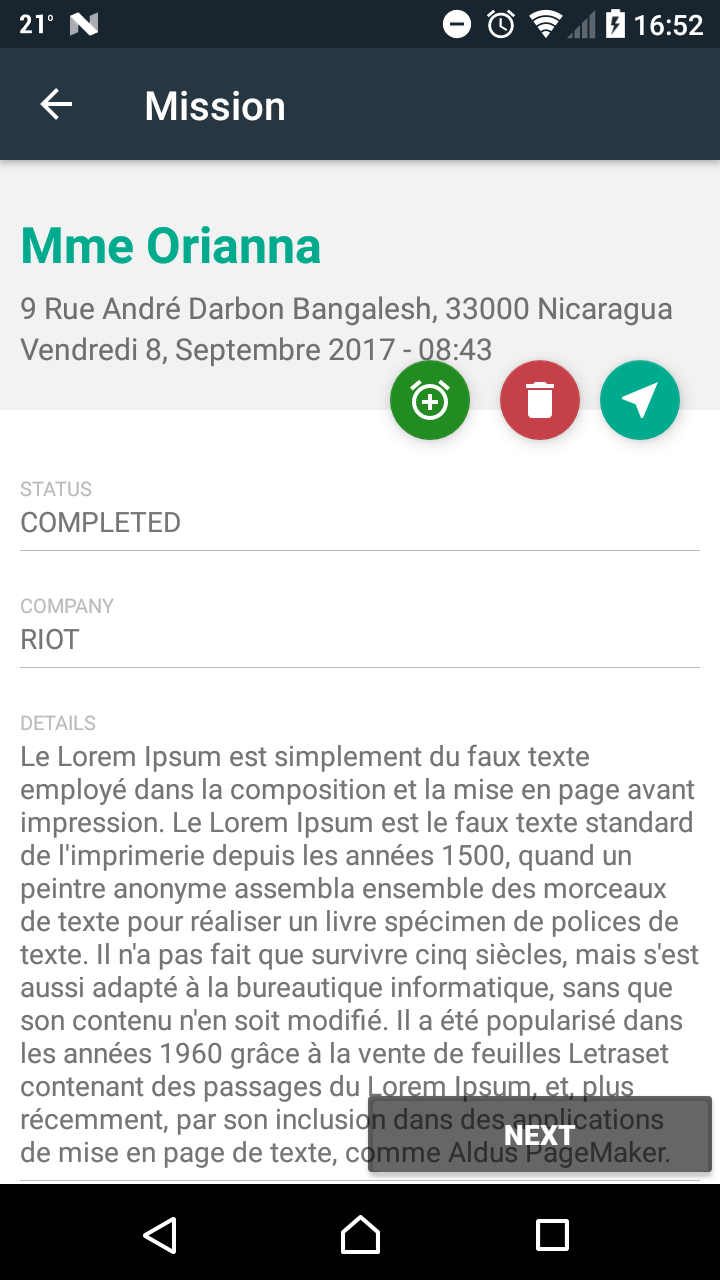 21°
16:52
Mission
Mme Orianna
9 Rue André Darbon Bangalesh, 33000 Nicaragua
Vendredi 8, Septembre 2017 - 08:43
STATUS
COMPLETED
COMPANY
RIOT
DETAILS
Le Lorem Ipsum est simplement du faux texte
employé dans la composition et la mise en page avant
impression. Le Lorem Ipsum est le faux texte standard
de l'imprimerie depuis les années 1500, quand un
peintre anonyme assembla ensemble des morceaux
de texte pour réaliser un livre spécimen de polices de
texte. Il n'a pas fait que survivre cinq siècles, mais s'est
aussi adapté à la bureautique informatique, sans que
son contenu n'en soit modifié. Il a été popularisé dans
les années 1960 grâce à la vente de feuilles Letraset
contenant des passages du Lorem Ipsum, et, plus
récemment, par son inclusion dans des applications
de mise en page de texte, comme Aldus PageMaker.
NEXT